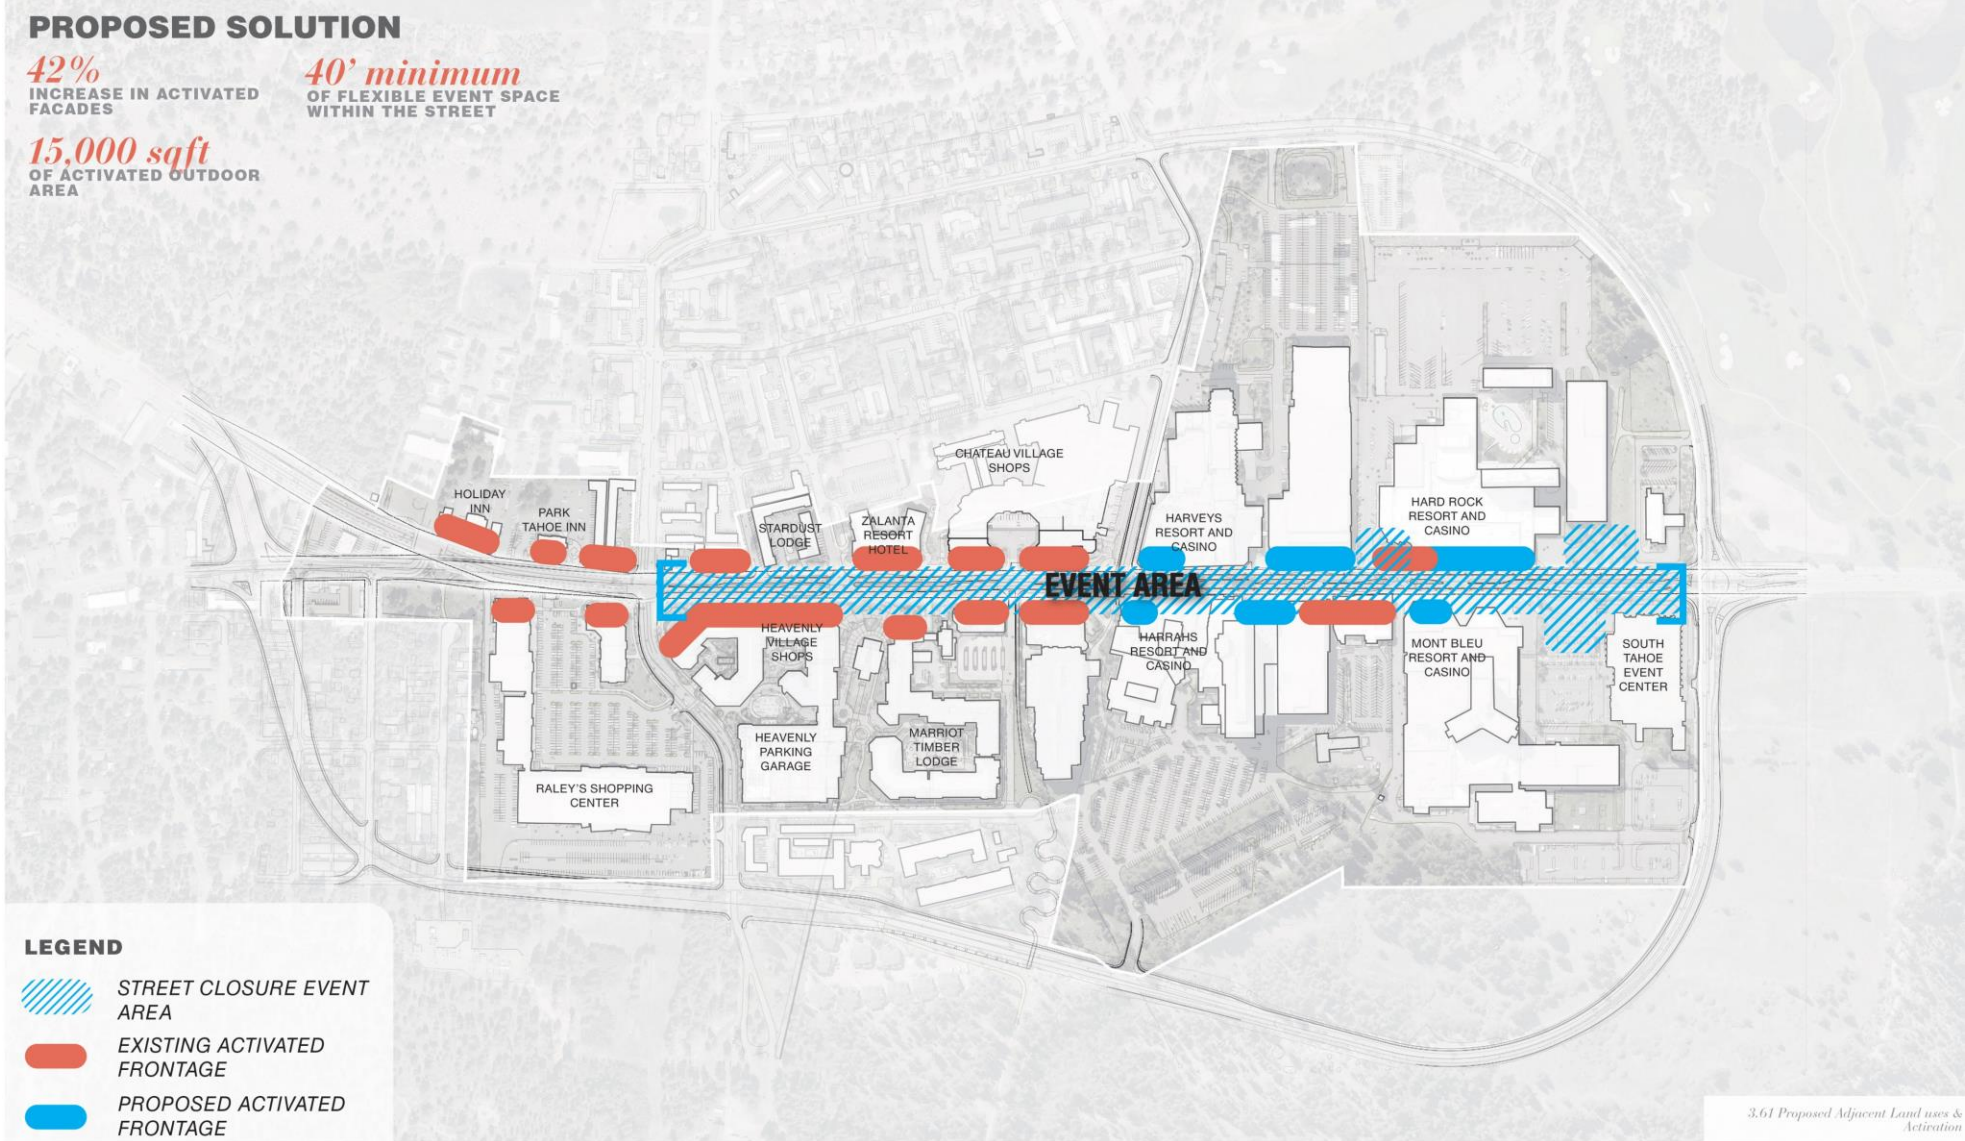 PROPOSED SOLUTION
42%
INCREASE IN ACTIVATED
FACADES
40’ minimum
OF FLEXIBLE EVENT SPACE
WITHIN THE STREET
15,000 sqft
OF ACTIVATED OUTDOOR
AREA
HOLIDAY
INN
PARK
TAHOE INN
STARDUST
LODGE
ZALANTA
RESORT
HOTEL
CHATEAU VILLAGE
SHOPS
HARVEYS
RESORT AND
CASINO
HARD ROCK
RESORT AND
CASINO
EVENT AREA
HEAVENLY
VILLAGE
SHOPS
HARRAHS
RESORT AND
CASINO
MONT BLEU
RESORT AND
CASINO
SOUTH
TAHOE
EVENT
CENTER
HEAVENLY
PARKING
GARAGE
MARRIOT
TIMBER
LODGE
RALEY'S SHOPPING
CENTER
LEGEND
STREET CLOSURE EVENT
AREA
EXISTING ACTIVATED
FRONTAGE
PROPOSED ACTIVATED
FRONTAGE
3.61 Proposed Adjacent Land uses &
Activation